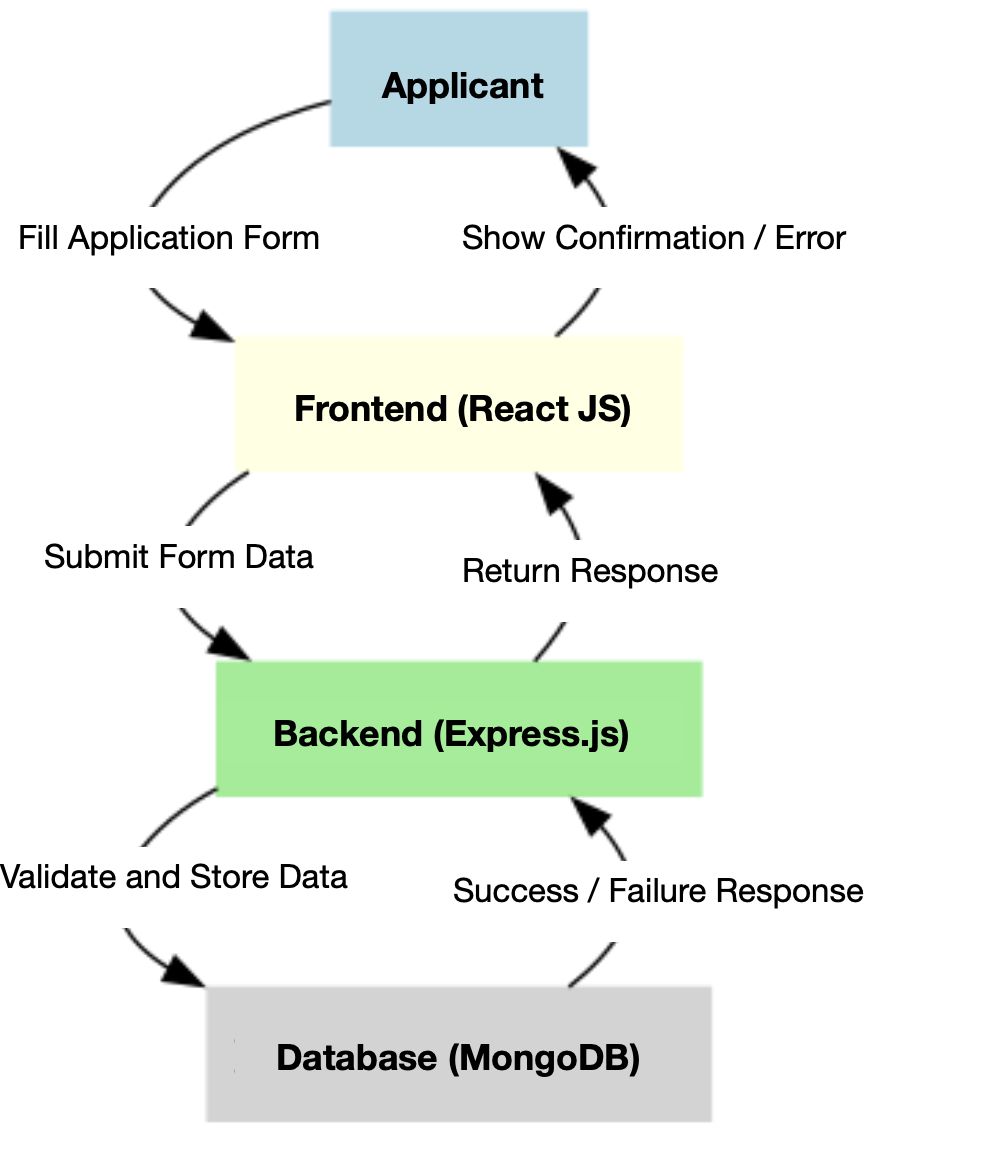 Applicant
Fill Application Form
Show Confirmation / Error
Frontend (React JS)
Submit Form Data
Return Response
Backend (Express.js)
Validate and Store Data
Success / Failure Response
Database (MongoDB)